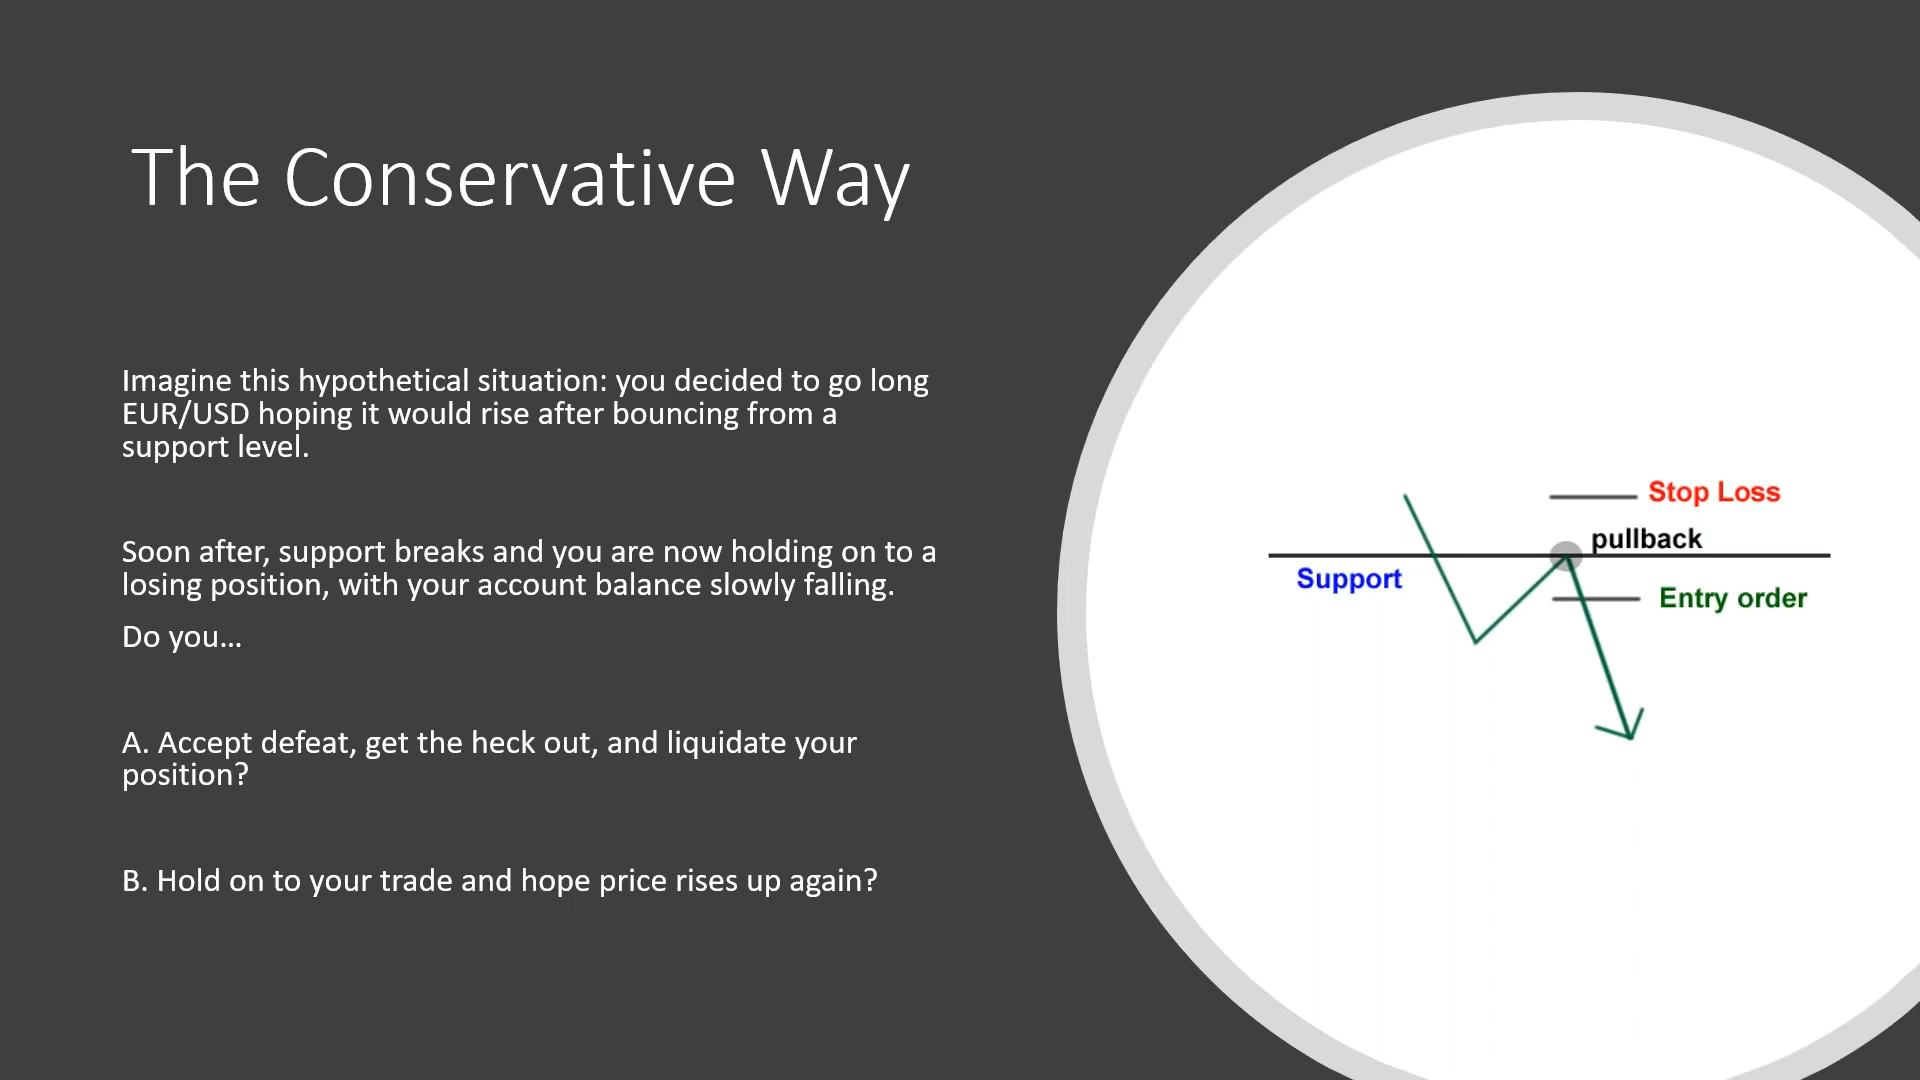 The Conservative Way
Imagine this hypothetical situation: you decided to go long
EUR/USD hoping it would rise after bouncing from a
support level.
Soon after, support breaks and you are now holding on to a
losing position, with your account balance slowly falling.
Do you…
A. Accept defeat, get the heck out, and liquidate your
position?
B. Hold on to your trade and hope price rises up again?
Stop Loss
pullback
Support
Entry order